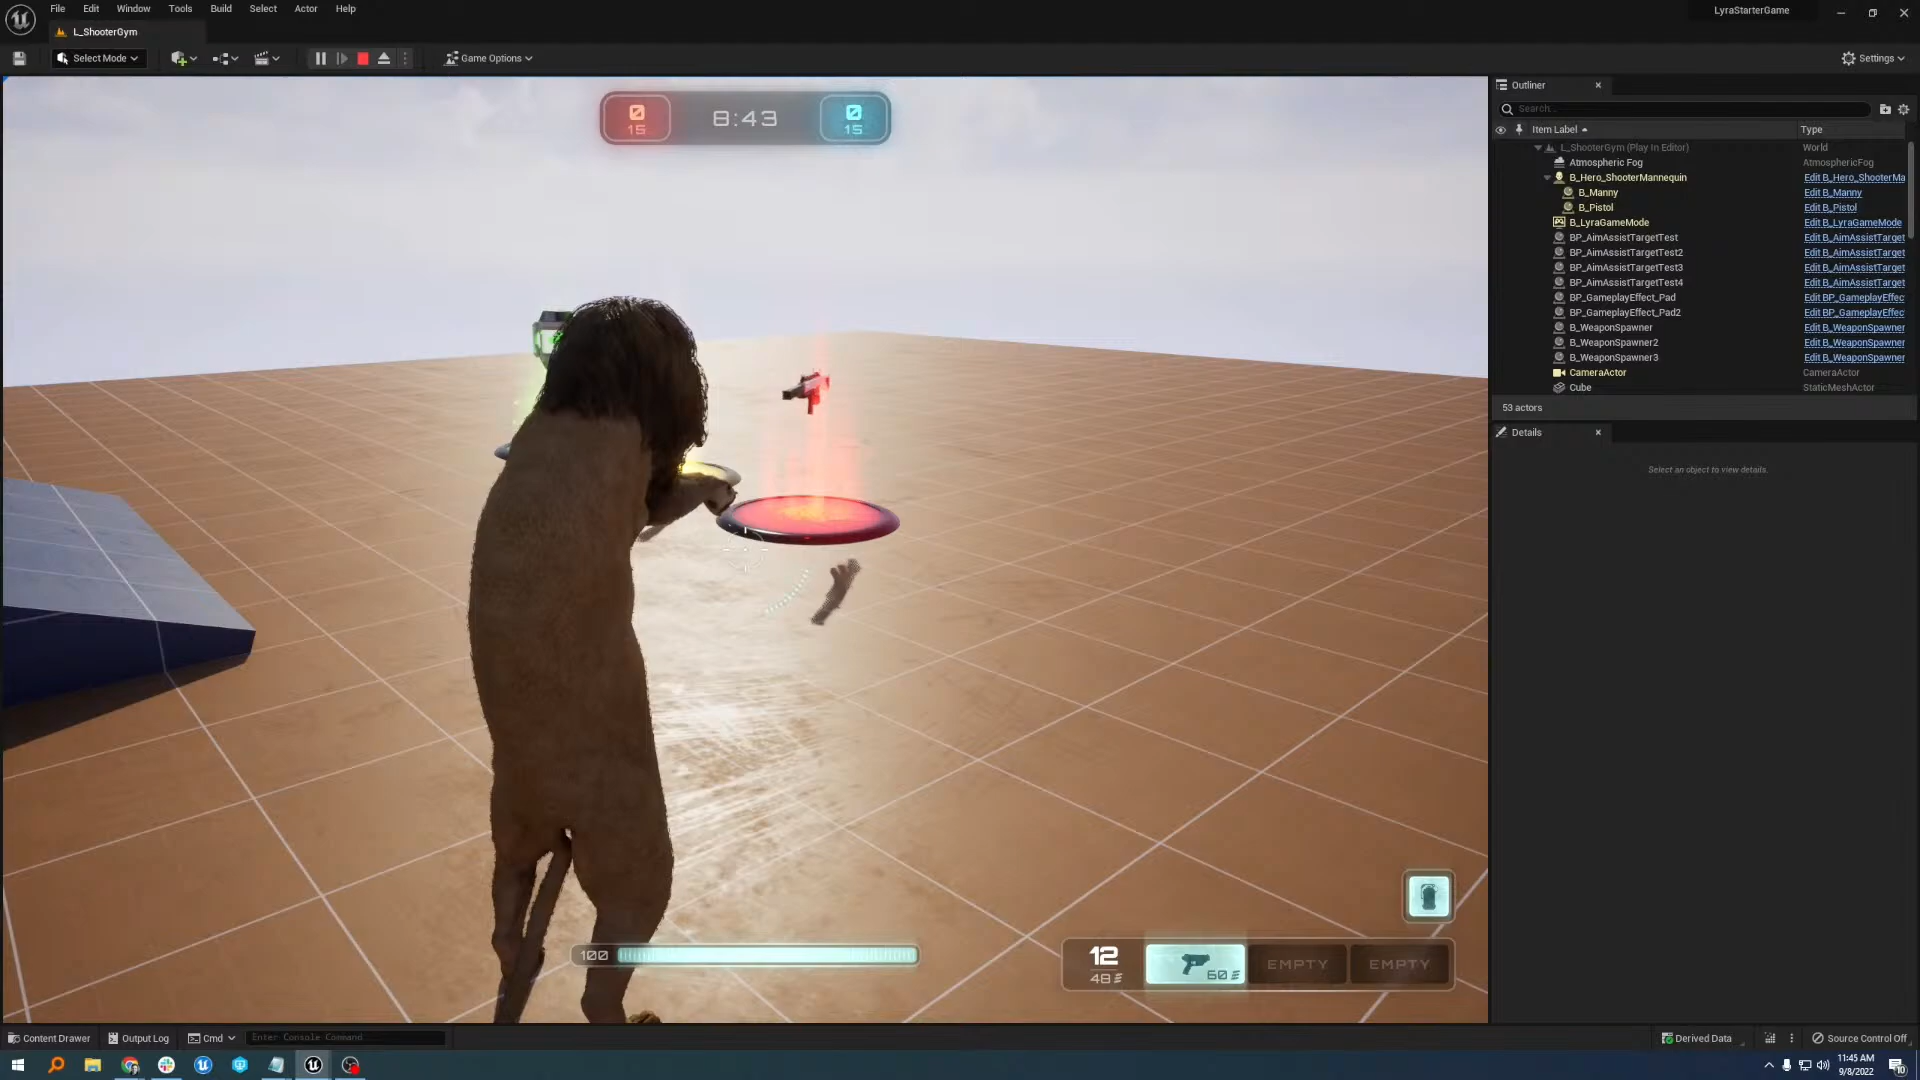 File Edit Window Tools Build Select Actor Help
LyraStarterGame
L_ShooterGym
Select Mode
Game Options
Settings
0
15
8:43
0
15
Outliner
Search...
Item Label
Type
L_ShooterGym (Play In Editor)
World
Atmospheric Fog
AtmosphericFog
B_Hero_ShooterMannequin
Edit B_Hero_ShooterMa
B_Manny
Edit B_Manny
B_Pistol
Edit B_Pistol
B_LyraGameMode
Edit B_LyraGameMode
BP_AimAssistTargetTest
Edit B_AimAssistTarget
BP_AimAssistTargetTest2
Edit B_AimAssistTarget
BP_AimAssistTargetTest3
Edit B_AimAssistTarget
BP_AimAssistTargetTest4
Edit B_AimAssistTarget
BP_GameplayEffect_Pad
Edit BP_GameplayEffec
BP_GameplayEffect_Pad2
Edit BP_GameplayEffec
B_WeaponSpawner
Edit B_WeaponSpawner
B_WeaponSpawner2
Edit B_WeaponSpawner
B_WeaponSpawner3
Edit B_WeaponSpawner
CameraActor
CameraActor
Cube
StaticMeshActor
53 actors
Details
Select an object to view details.
100
12
48
60
EMPTY
EMPTY
Content Drawer
Output Log
Cmd
Enter Console Command
Derived Data
Source Control Off
11:45 AM
9/8/2022
10